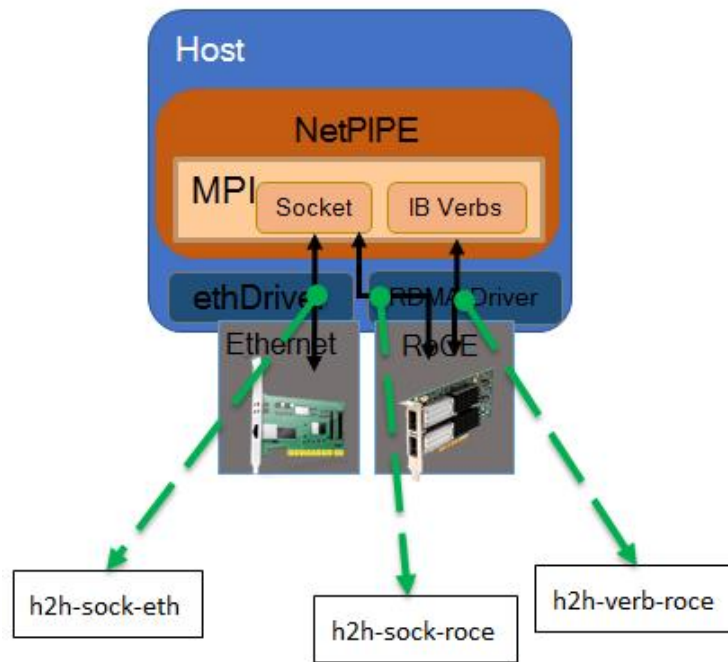 Host
NetPIPE
MPI
Socket
IB Verbs
ethDriver
RDMA Driver
Ethernet
RoCE
h2h-sock-eth
h2h-sock-roce
h2h-verb-roce